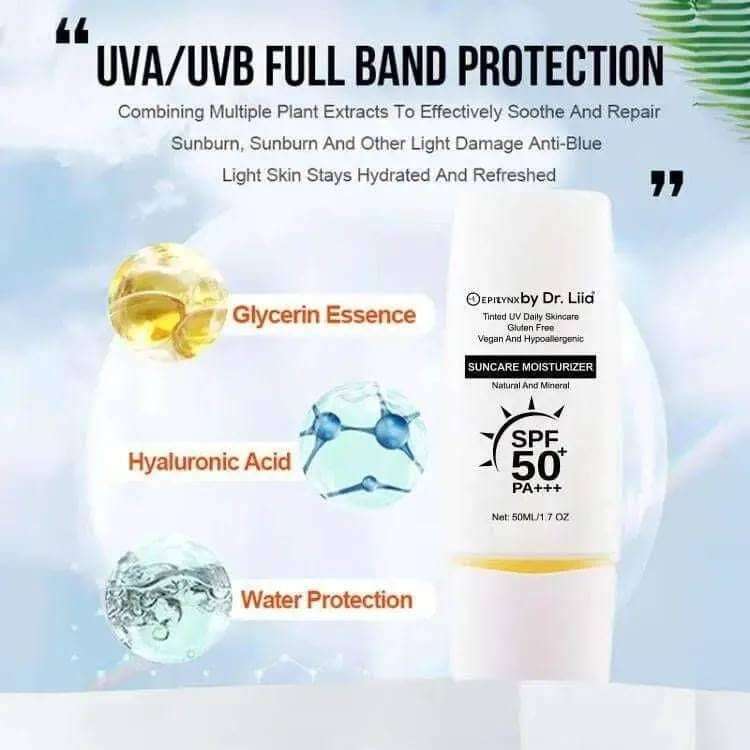 “ UVA/UVB FULL BAND PROTECTION
Combining Multiple Plant Extracts To Effectively Soothe And Repair
Sunburn, Sunburn And Other Light Damage Anti-Blue
Light Skin Stays Hydrated And Refreshed ”
Glycerin Essence
Hyaluronic Acid
Water Protection
EPILYNX by Dr. Liia
Tinted UV Daily Skincare
Gluten Free
Vegan And Hypoallergenic
SUNCARE MOISTURIZER
Natural And Mineral
SPF
50+
PA+++
Net: 50ML/1.7 OZ